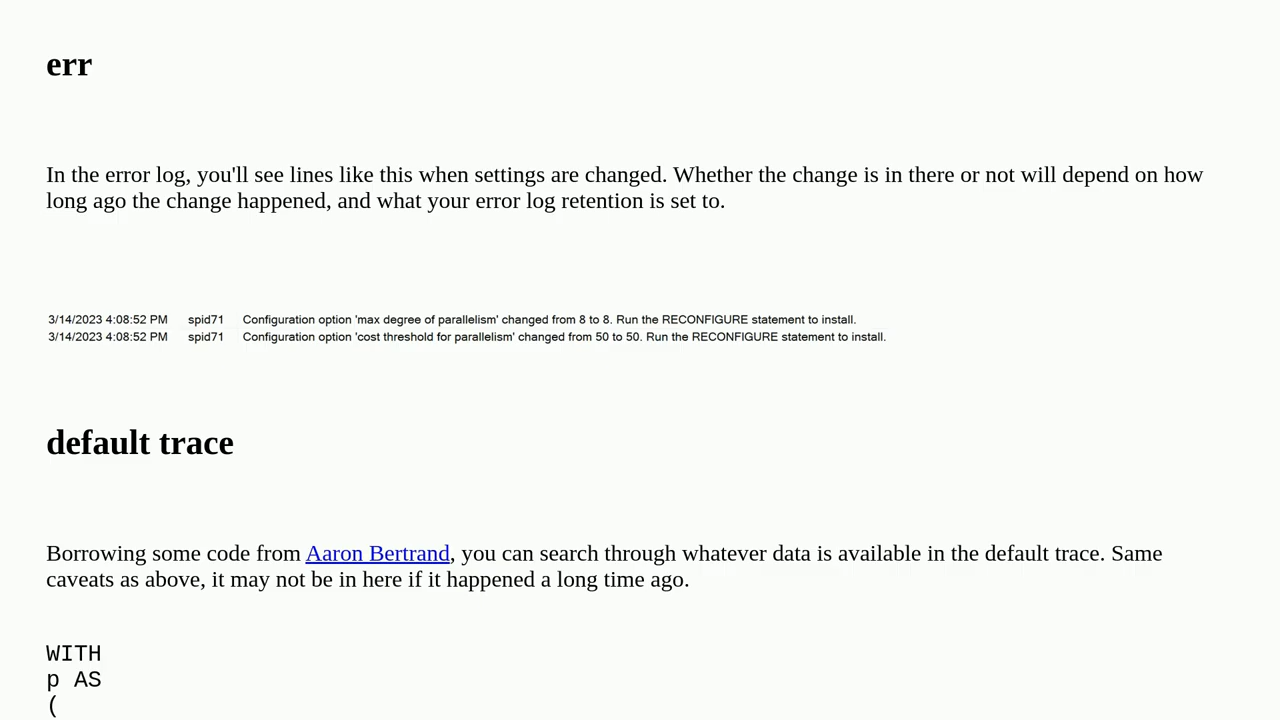 err
In the error log, you'll see lines like this when settings are changed. Whether the change is in there or not will depend on how
long ago the change happened, and what your error log retention is set to.
3/14/2023 4:08:52 PM spid71 Configuration option 'max degree of parallelism' changed from 8 to 8. Run the RECONFIGURE statement to install.
3/14/2023 4:08:52 PM spid71 Configuration option 'cost threshold for parallelism' changed from 50 to 50. Run the RECONFIGURE statement to install.
default trace
Borrowing some code from Aaron Bertrand, you can search through whatever data is available in the default trace. Same
caveats as above, it may not be in here if it happened a long time ago.
WITH
p AS
(